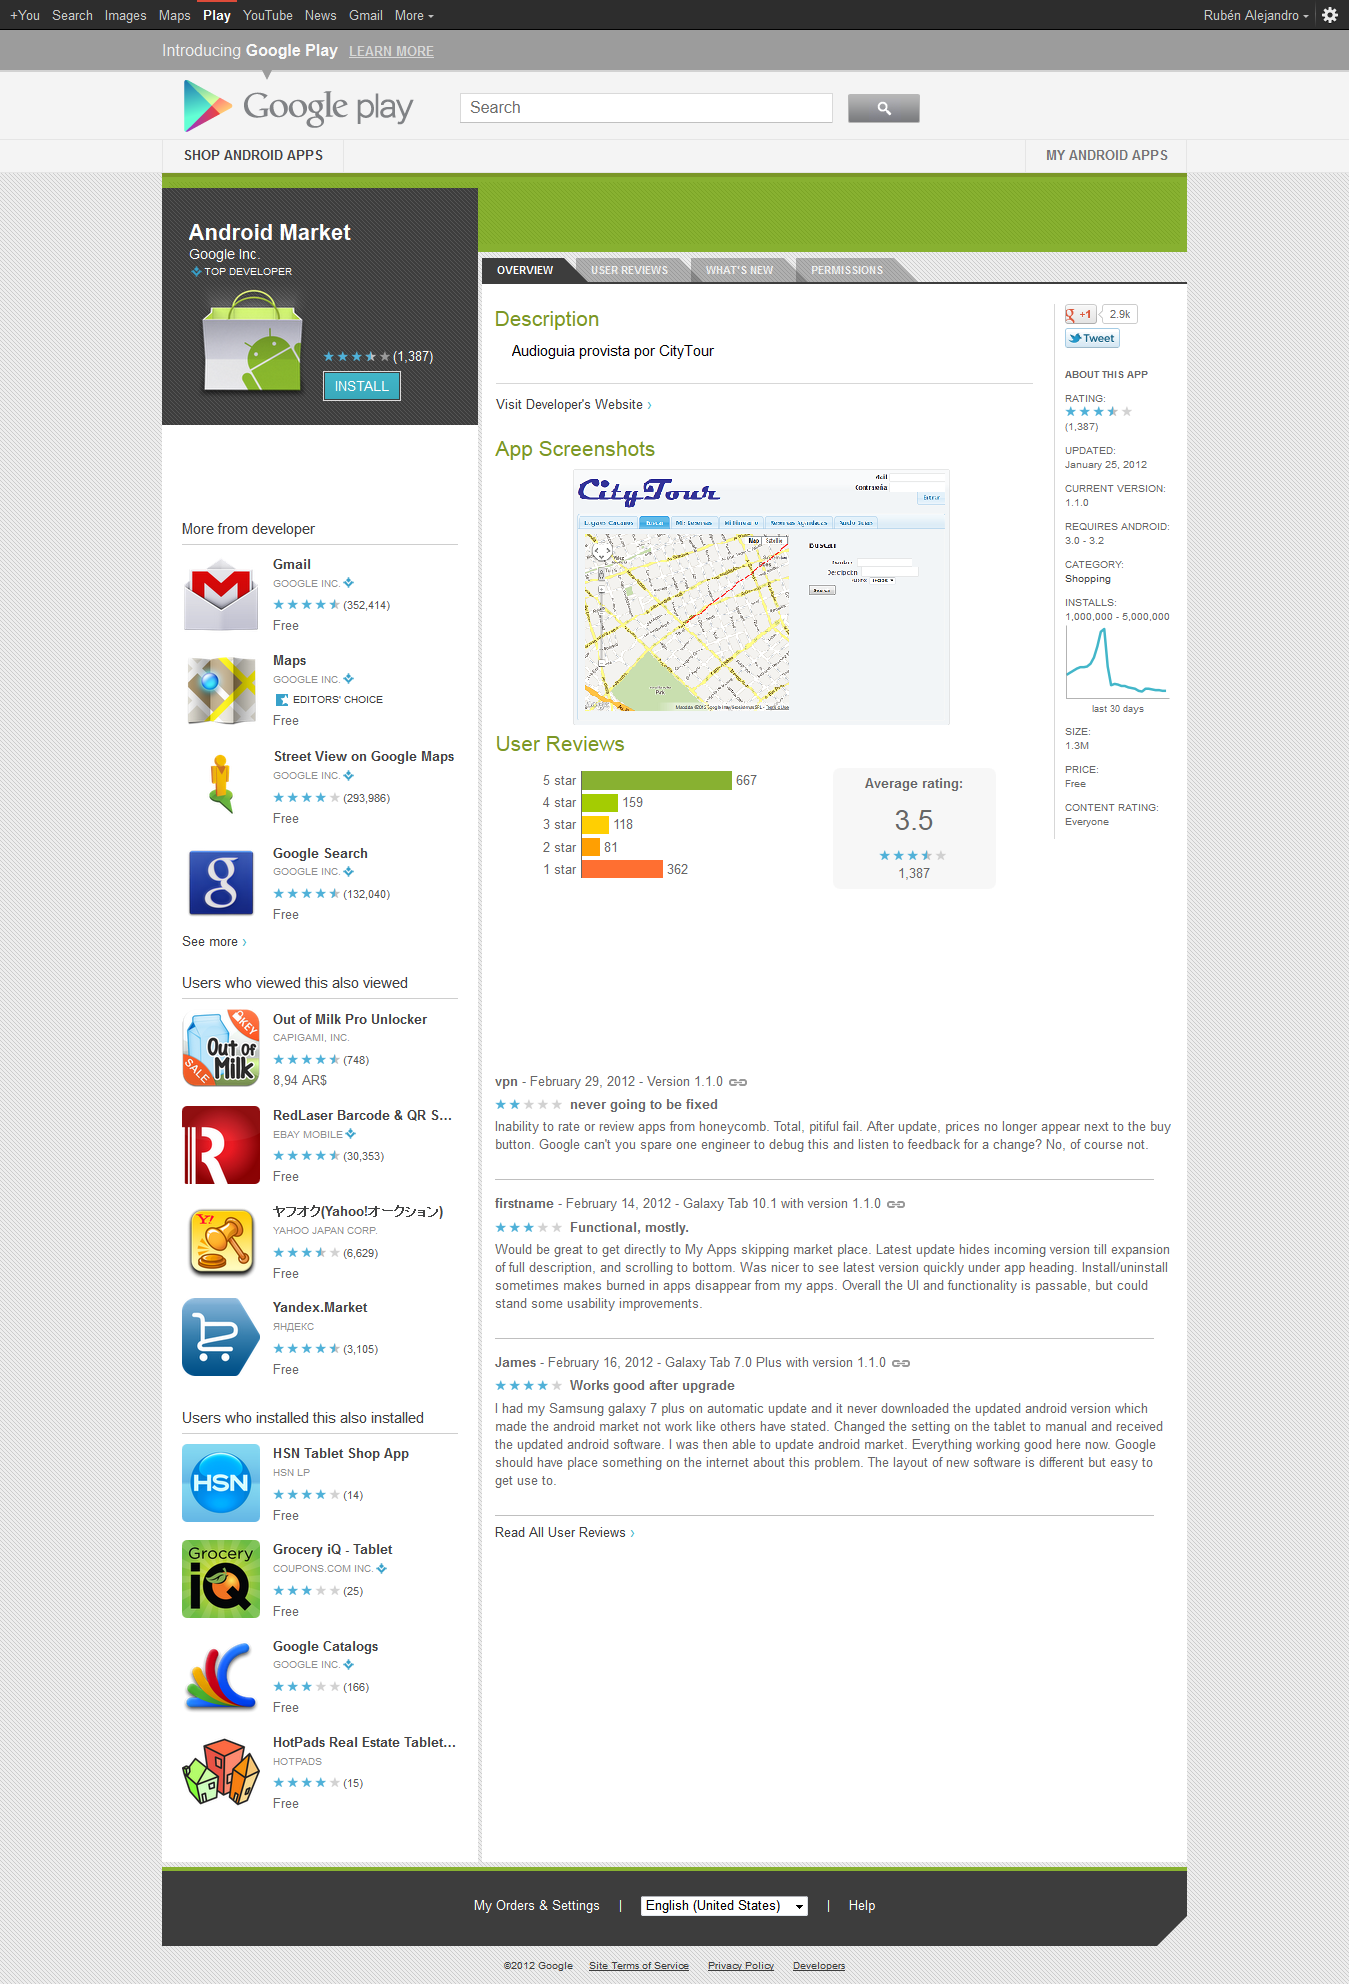 +You Search Images Maps Play YouTube News Gmail More
Rubén Alejandro
Introducing Google Play LEARN MORE
Google play
Search
SHOP ANDROID APPS
MY ANDROID APPS
Android Market
Google Inc.
TOP DEVELOPER
(1,387)
INSTALL
More from developer
Gmail
GOOGLE INC.
(352,414)
Free
Maps
GOOGLE INC.
EDITORS' CHOICE
Free
Street View on Google Maps
GOOGLE INC.
(293,986)
Free
Google Search
GOOGLE INC.
(132,040)
Free
See more ›
Users who viewed this also viewed
KEY
Out of Milk
SALE
Out of Milk Pro Unlocker
CAPIGAMI, INC.
(748)
8,94 AR$
RedLaser Barcode & QR S...
EBAY MOBILE
(30,353)
Free
Y!
ヤフオク(Yahoo!オークション)
YAHOO JAPAN CORP.
(6,629)
Free
Yandex.Market
ЯНДЕКС
(3,105)
Free
Users who installed this also installed
HSN
HSN Tablet Shop App
HSN LP
(14)
Free
Grocery iQ
Grocery iQ - Tablet
COUPONS.COM INC.
(25)
Free
Google Catalogs
GOOGLE INC.
(166)
Free
HotPads Real Estate Tablet...
HOTPADS
(15)
Free
OVERVIEW
USER REVIEWS
WHAT'S NEW
PERMISSIONS
Description
Audioguia provista por CityTour
Visit Developer's Website ›
App Screenshots
CityTour
Mail
Contraseña
Buscar
Map
Park
User Reviews
5 star 667
4 star 159
3 star 118
2 star 81
1 star 362
Average rating:
3.5
1,387
vpn - February 29, 2012 - Version 1.1.0
never going to be fixed
Inability to rate or review apps from honeycomb. Total, pitiful fail. After update, prices no longer appear next to the buy
button. Google can't you spare one engineer to debug this and listen to feedback for a change? No, of course not.
firstname - February 14, 2012 - Galaxy Tab 10.1 with version 1.1.0
Functional, mostly.
Would be great to get directly to My Apps skipping market place. Latest update hides incoming version till expansion
of full description, and scrolling to bottom. Was nicer to see latest version quickly under app heading. Install/uninstall
sometimes makes burned in apps disappear from my apps. Overall the UI and functionality is passable, but could
stand some usability improvements.
James - February 16, 2012 - Galaxy Tab 7.0 Plus with version 1.1.0
Works good after upgrade
I had my Samsung galaxy 7 plus on automatic update and it never downloaded the updated android version which
made the android market not work like others have stated. Changed the setting on the tablet to manual and received
the updated android software. I was then able to update android market. Everything working good here now. Google
should have place something on the internet about this problem. The layout of new software is different but easy to
get use to.
Read All User Reviews ›
+1 2.9k
Tweet
ABOUT THIS APP
RATING:
(1,387)
UPDATED:
January 25, 2012
CURRENT VERSION:
1.1.0
REQUIRES ANDROID:
3.0 - 3.2
CATEGORY:
Shopping
INSTALLS:
1,000,000 - 5,000,000
last 30 days
SIZE:
1.3M
PRICE:
Free
CONTENT RATING:
Everyone
My Orders & Settings | English (United States) | Help
©2012 Google Site Terms of Service Privacy Policy Developers